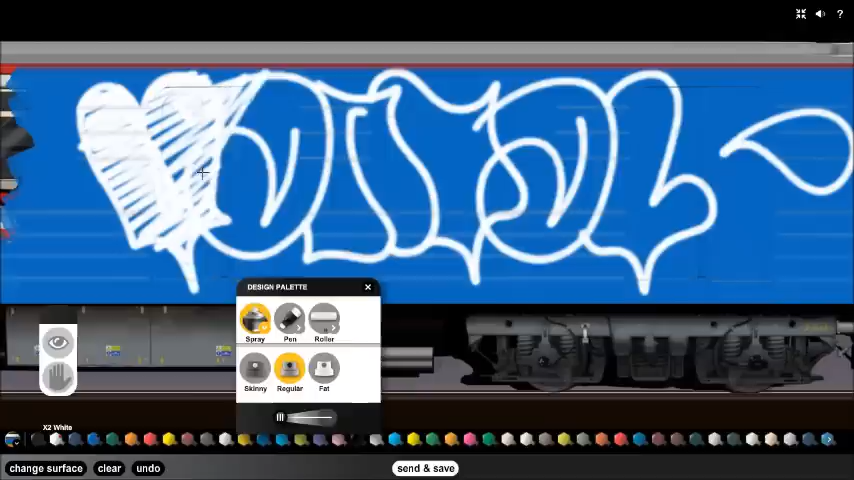 ?
DESIGN PALETTE
Spray Pen Roller
Skinny Regular Fat
X2 White
change surface clear undo send & save